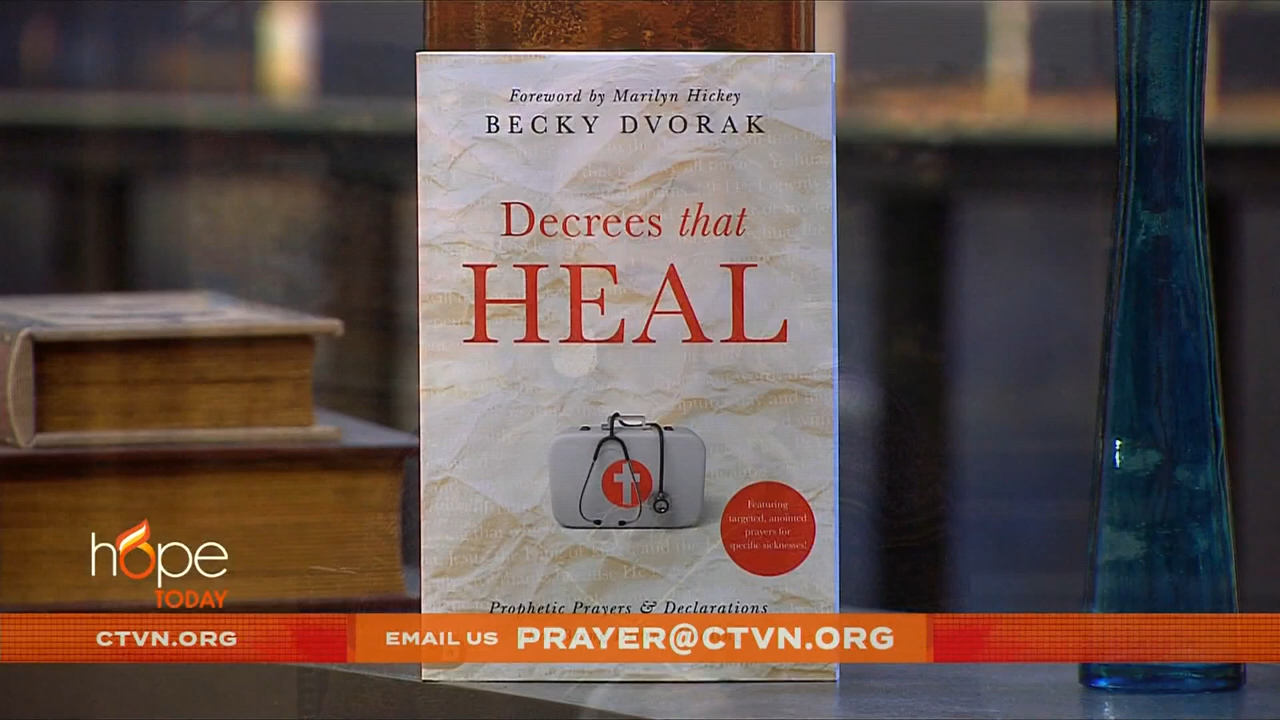 Foreword by Marilyn Hickey
BECKY DVORAK
Decrees that
HEAL
Featuring
targeted, anointed
prayers for
specific sicknesses!
Prophetic Prayers & Declarations
hope
TODAY
CTVN.ORG
EMAIL US PRAYER@CTVN.ORG